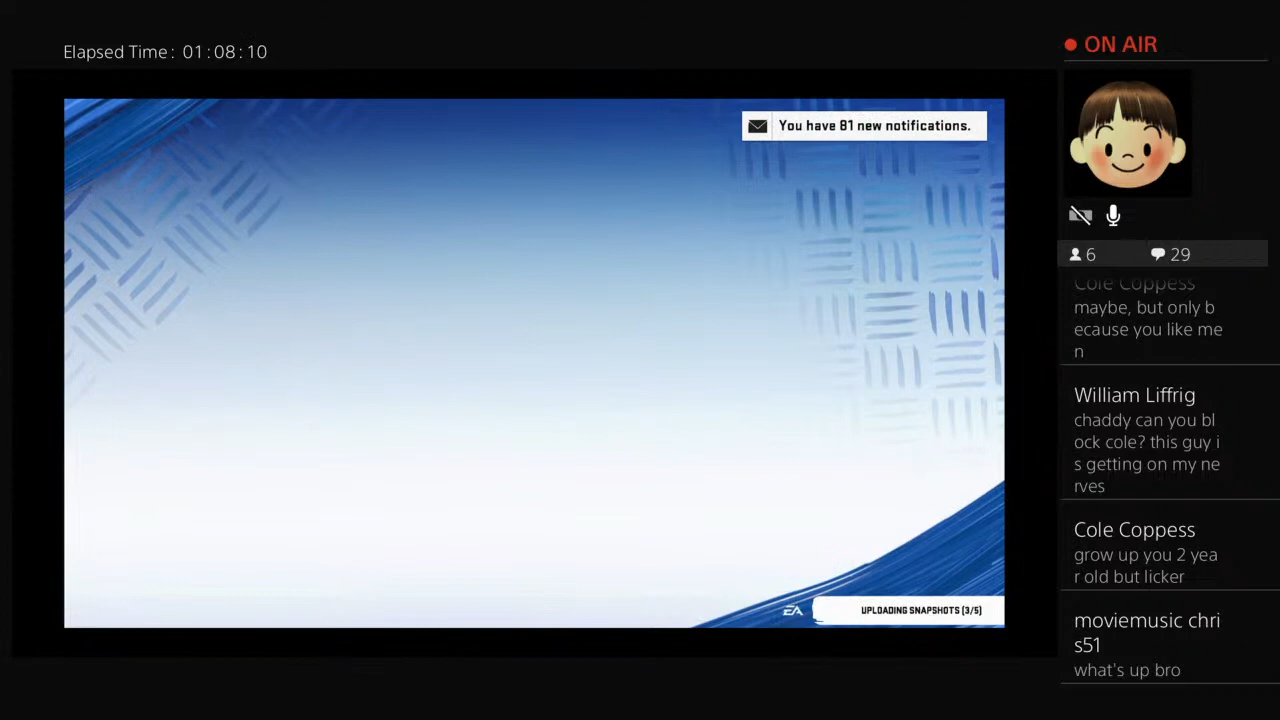 Elapsed Time: 01:08:10
ON AIR
You have 81 new notifications.
6 29
Cole Coppess
maybe, but only b
ecause you like me
n
William Liffrig
chaddy can you bl
ock cole? this guy i
s getting on my ne
rves
Cole Coppess
grow up you 2 yea
r old but licker
moviemusic chri
s51
what's up bro
EA
UPLOADING SNAPSHOTS (3/5)